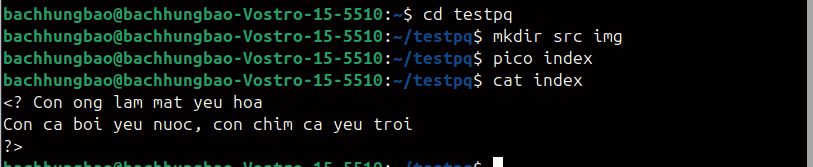 bachhungbao@bachhungbao-Vostro-15-5510:~$ cd testpq
bachhungbao@bachhungbao-Vostro-15-5510:~/testpq$ mkdir src img
bachhungbao@bachhungbao-Vostro-15-5510:~/testpq$ pico index
bachhungbao@bachhungbao-Vostro-15-5510:~/testpq$ cat index
<? Con ong lam mat yeu hoa
Con ca boi yeu nuoc, con chim ca yeu troi
?>
bachhungbao@bachhungbao-Vostro-15-5510:~/testpq$